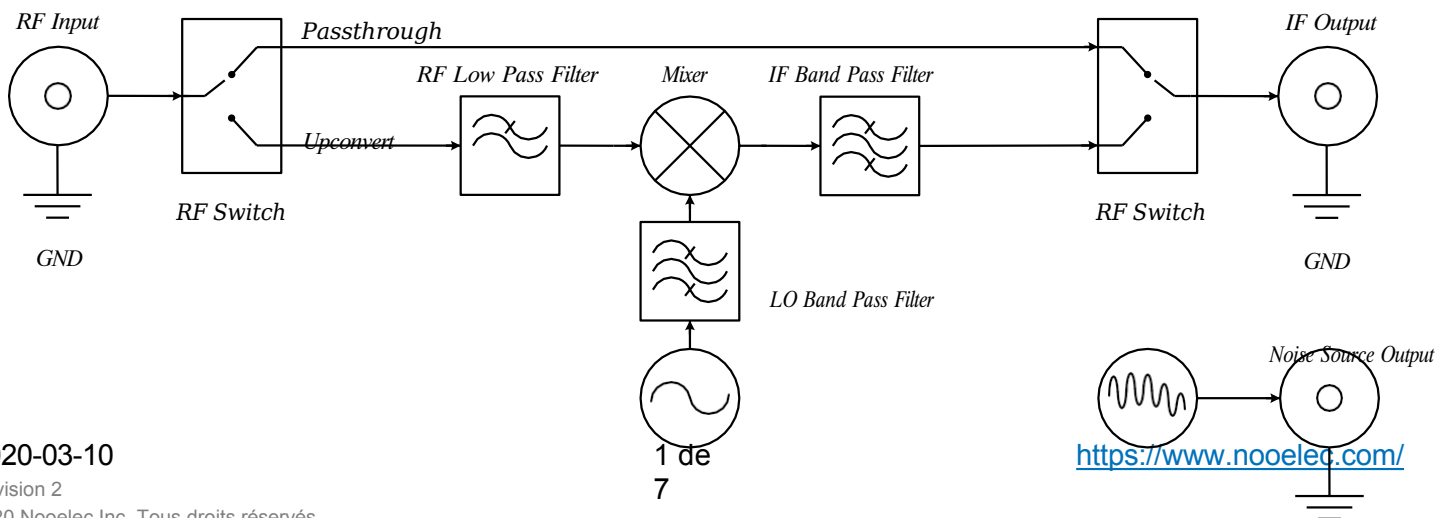 RF Input
IF Output
Passthrough
RF Low Pass Filter
Mixer
IF Band Pass Filter
Upconvert
RF Switch
RF Switch
GND
GND
LO Band Pass Filter
Noise Source Output
20-03-10
1 de
7
https://www.nooelec.com/
vision 2
20 Nooelec Inc. Tous droits réservés